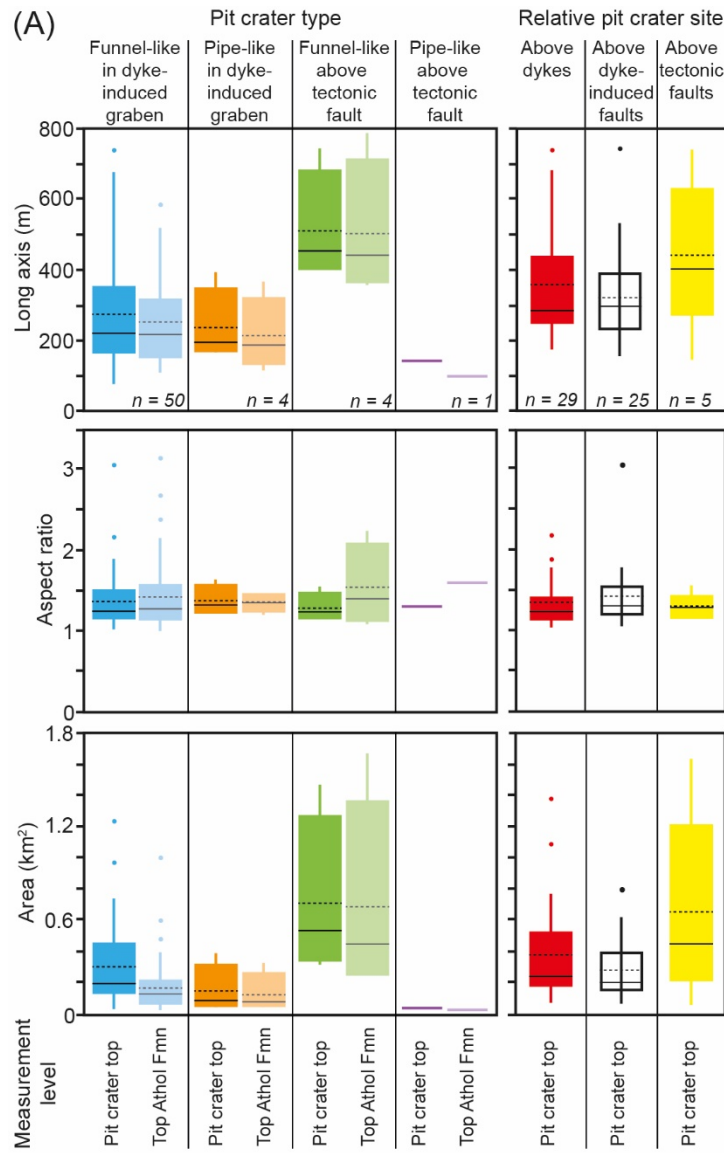 (A)
Pit crater type
Relative pit crater site
Funnel-like
in dyke-
induced
graben
Pipe-like
in dyke-
induced
graben
Funnel-like
above
tectonic
fault
Pipe-like
above
tectonic
fault
Above
dykes
Above
dyke-
induced
faults
Above
tectonic
faults
Long axis (m)
800
600
400
200
0
n = 50
n = 4
n = 4
n = 1
n = 29
n = 25
n = 5
Aspect ratio
3
2
1
0
Area (km²)
1.8
1.2
0.6
0
Measurement
level
Pit crater top
Top Athol Fmn
Pit crater top
Top Athol Fmn
Pit crater top
Top Athol Fmn
Pit crater top
Top Athol Fmn
Pit crater top
Pit crater top
Pit crater top